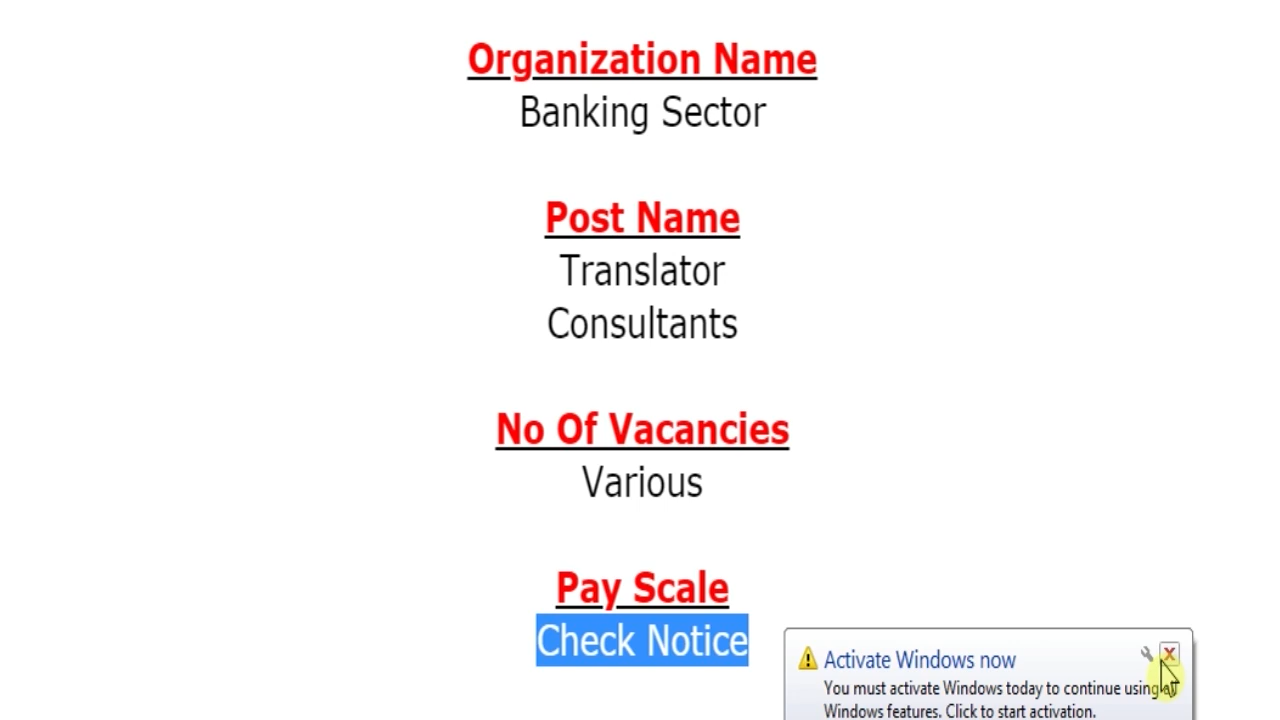 Organization Name
Banking Sector
Post Name
Translator
Consultants
No Of Vacancies
Various
Pay Scale
Check Notice
Activate Windows now
You must activate Windows today to continue using all
Windows features. Click to start activation.